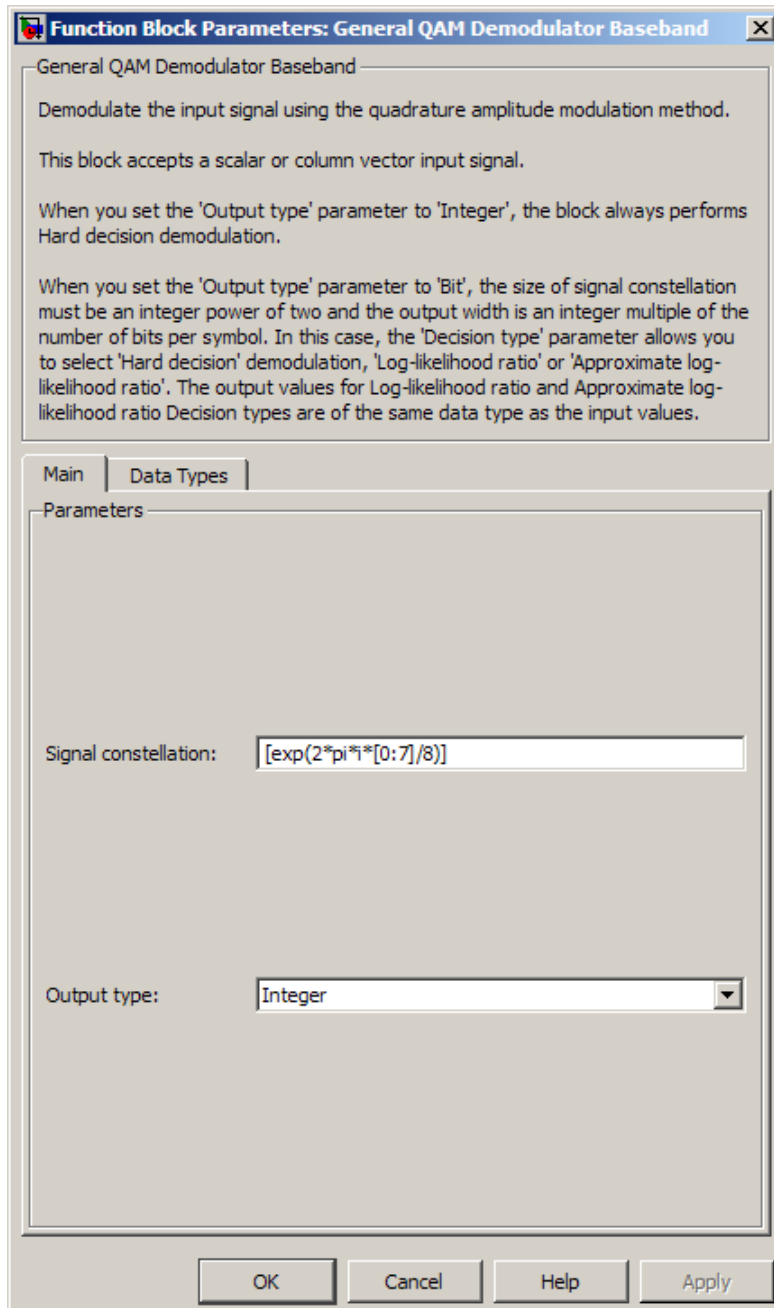 Function Block Parameters: General QAM Demodulator Baseband
General QAM Demodulator Baseband
Demodulate the input signal using the quadrature amplitude modulation method.
This block accepts a scalar or column vector input signal.
When you set the 'Output type' parameter to 'Integer', the block always performs
Hard decision demodulation.
When you set the 'Output type' parameter to 'Bit', the size of signal constellation
must be an integer power of two and the output width is an integer multiple of the
number of bits per symbol. In this case, the 'Decision type' parameter allows you
to select 'Hard decision' demodulation, 'Log-likelihood ratio' or 'Approximate log-
likelihood ratio'. The output values for Log-likelihood ratio and Approximate log-
likelihood ratio Decision types are of the same data type as the input values.
Main Data Types
Parameters
Signal constellation: [exp(2*pi*i*[0:7]/8)]
Output type: Integer
OK Cancel Help Apply